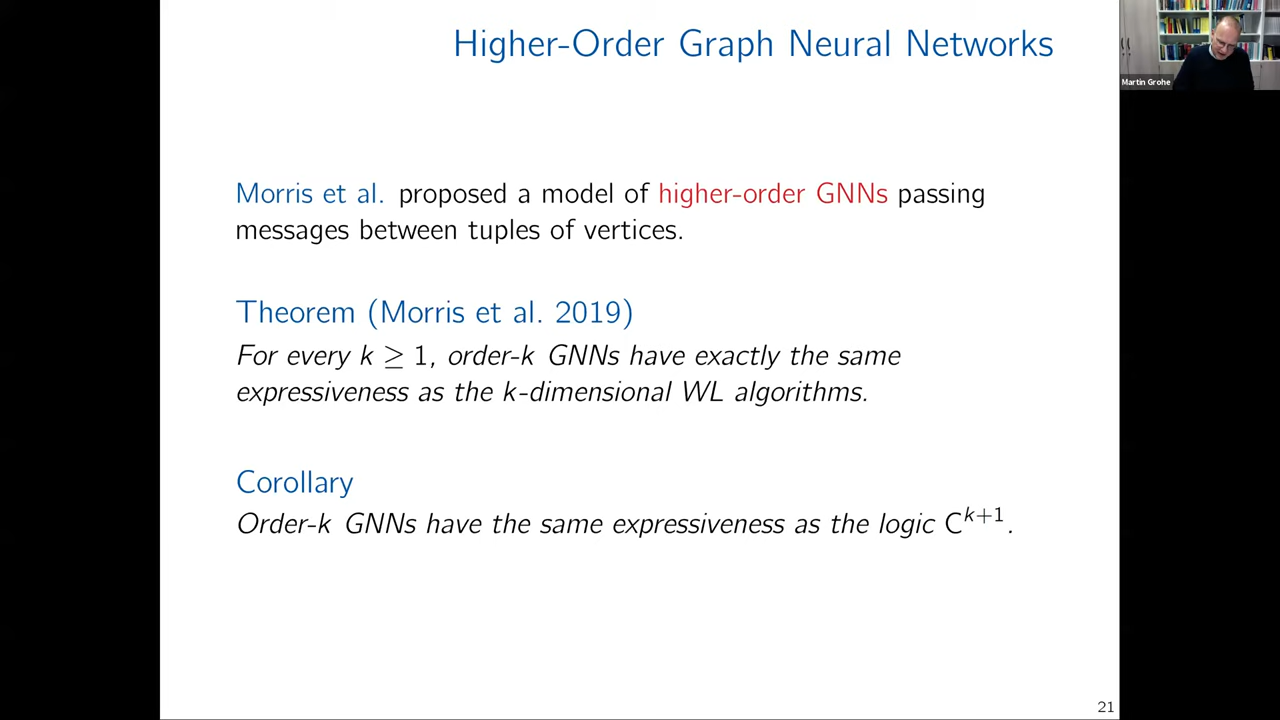 Higher-Order Graph Neural Networks
Martin Grohe
Morris et al. proposed a model of higher-order GNNs passing
messages between tuples of vertices.
Theorem (Morris et al. 2019)
For every k ≥ 1, order-k GNNs have exactly the same
expressiveness as the k-dimensional WL algorithms.
Corollary
Order-k GNNs have the same expressiveness as the logic C^{k+1}.
21